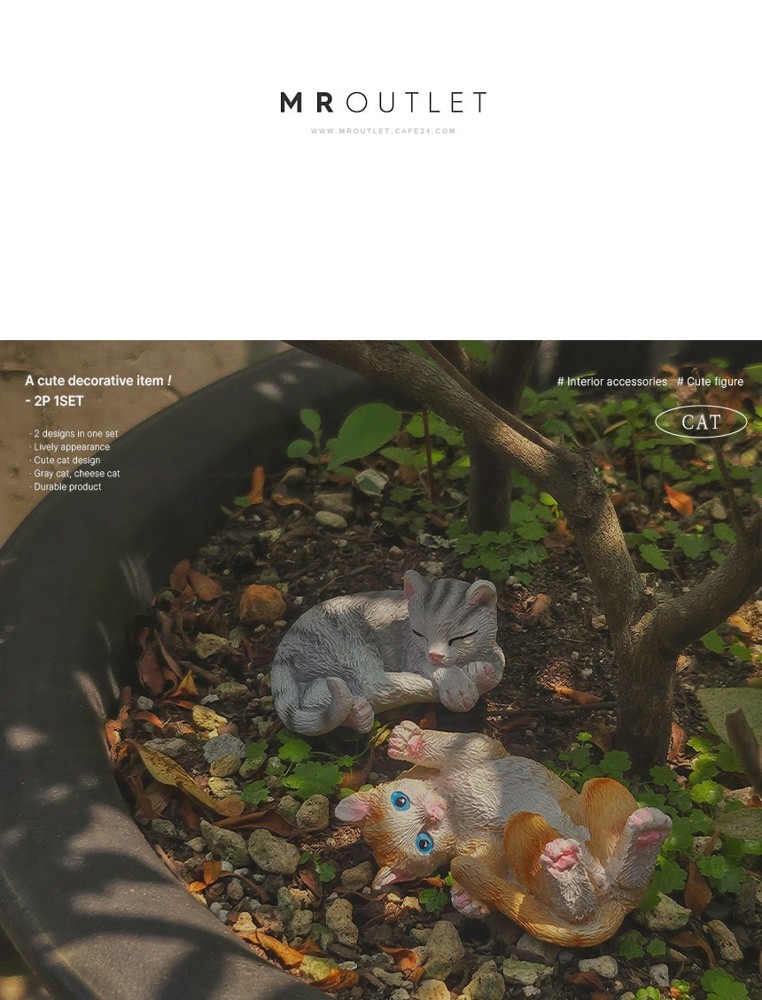 MR OUTLET
WWW.MROUTLET.CAFE24.COM
A cute decorative item !
- 2P 1SET
# Interior accessories # Cute figure
CAT
· 2 designs in one set
· Lively appearance
· Cute cat design
· Gray cat, cheese cat
· Durable product